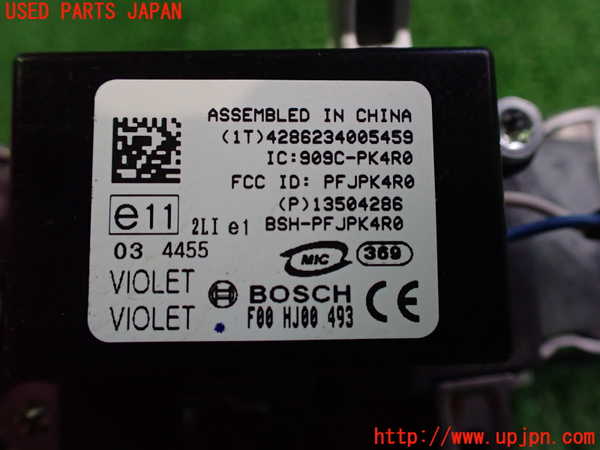 USED PARTS JAPAN
ASSEMBLED IN CHINA
(1T)4286234005459
IC:909C-PK4R0
FCC ID: PFJPK4R0
(P)13504286
e11 2LI e1 BSH-PFJPK4R0
03 4455
MIC 369
VIOLET
BOSCH CE
VIOLET F00 HJ00 493
http://www.upjpn.com/